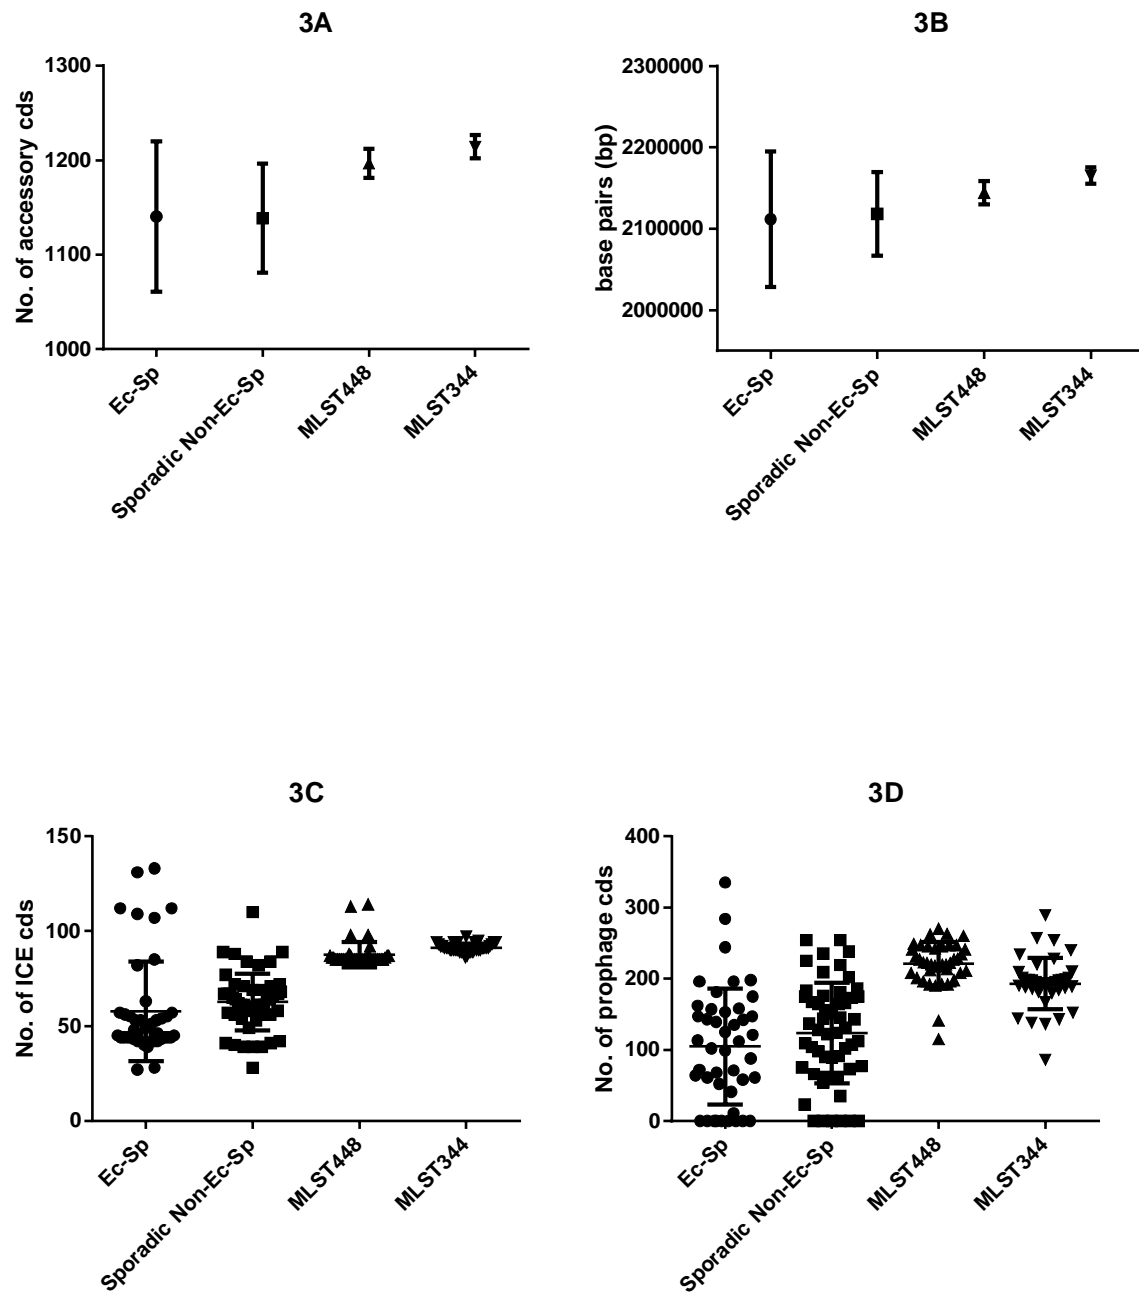 3A
1300
1200
1100
1000
No. of accessory cds
Ec-Sp
Sporadic Non-Ec-Sp
MLST448
MLST344
3B
2300000
2200000
2100000
2000000
base pairs (bp)
Ec-Sp
Sporadic Non-Ec-Sp
MLST448
MLST344
3C
150
100
50
0
No. of ICE cds
Ec-Sp
Sporadic Non-Ec-Sp
MLST448
MLST344
3D
400
300
200
100
0
No. of prophage cds
Ec-Sp
Sporadic Non-Ec-Sp
MLST448
MLST344